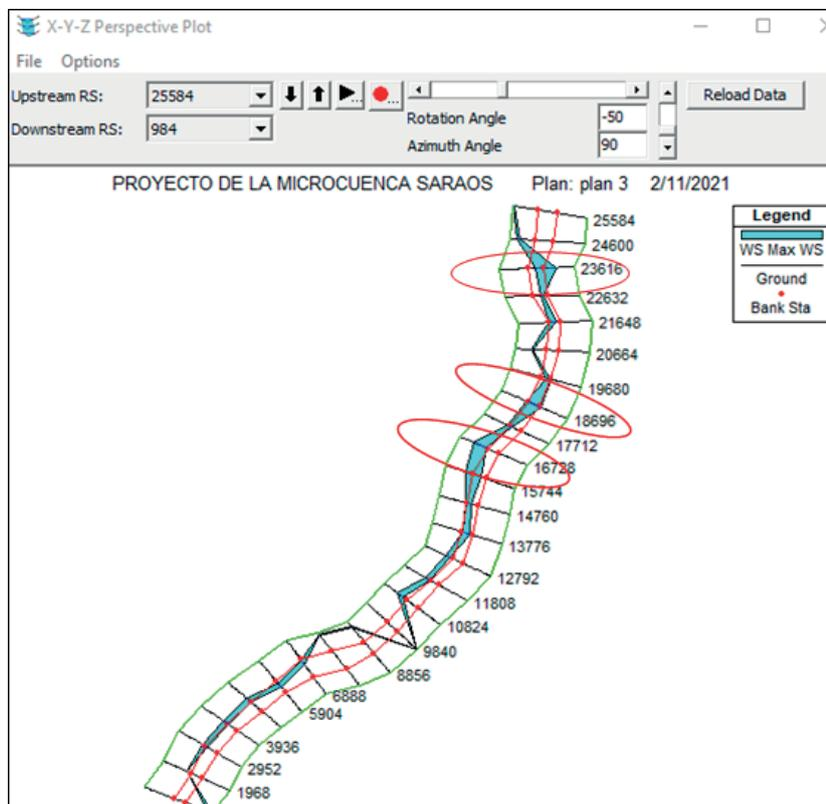 X-Y-Z Perspective Plot
File Options
Upstream RS: 25584
Downstream RS: 984
Rotation Angle -50
Azimuth Angle 90
Reload Data
PROYECTO DE LA MICROCUENCA SARAOS Plan: plan 3 2/11/2021
Legend
WS Max WS
Ground
Bank Sta
25584
24600
23616
22632
21648
20664
19680
18696
17712
16728
15744
14760
13776
12792
11808
10824
9840
8856
6888
5904
3936
2952
1968